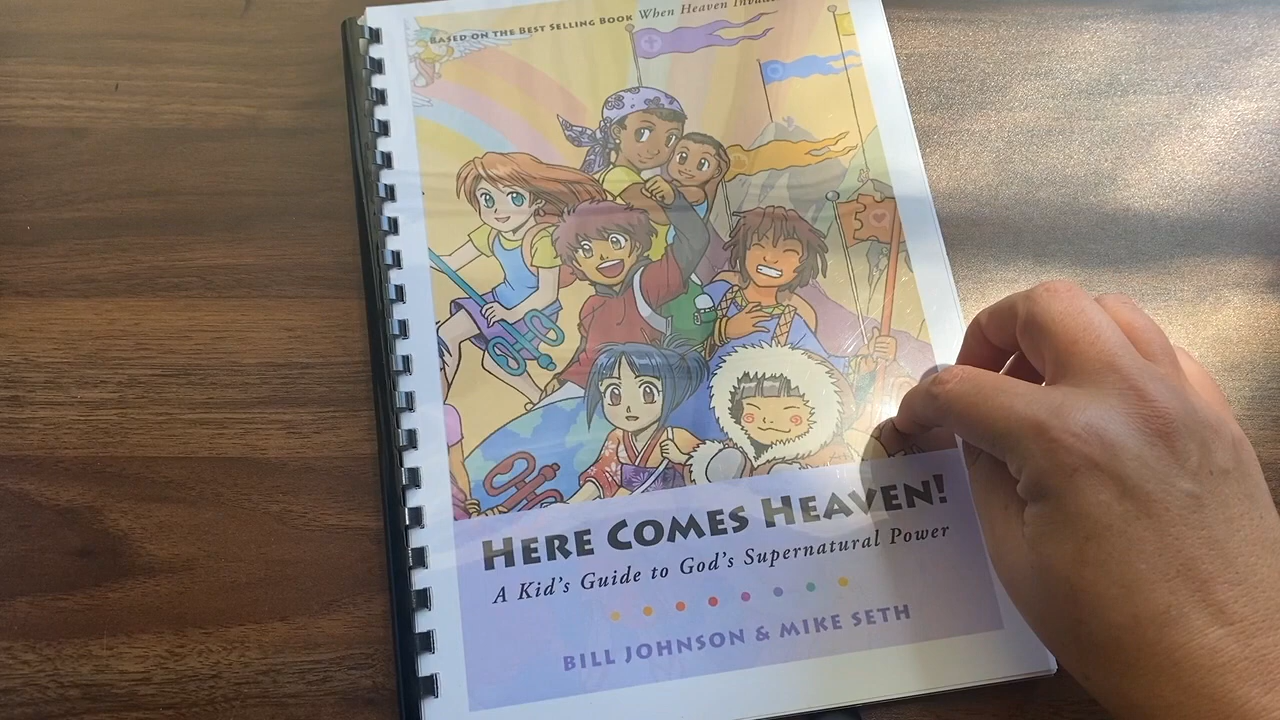 BASED ON THE BEST SELLING BOOK When Heaven
HERE COMES HEAVEN!
A Kid's Guide to God's Supernatural Power
BILL JOHNSON & MIKE SETH